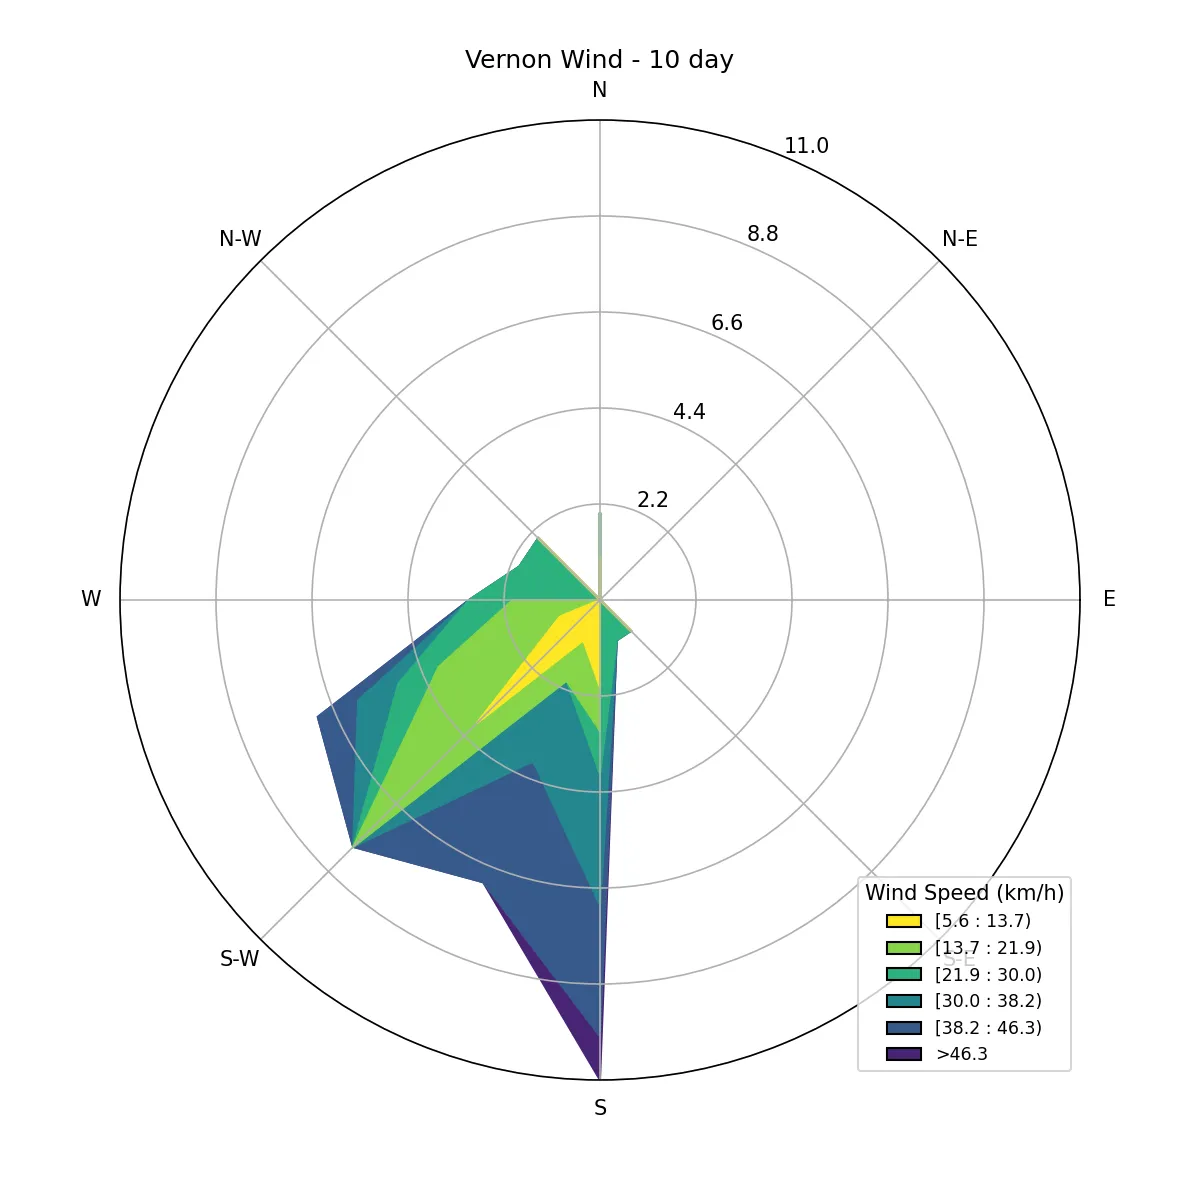 Vernon Wind - 10 day
N
11.0
N-W
N-E
8.8
6.6
4.4
2.2
W
E
S-W
S-E
S
Wind Speed (km/h)
[5.6 : 13.7)
[13.7 : 21.9)
[21.9 : 30.0)
[30.0 : 38.2)
[38.2 : 46.3)
>46.3